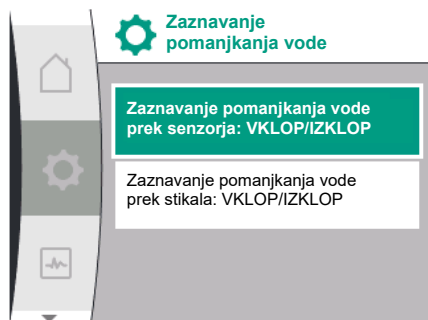 Zaznavanje
pomanjkanja vode
Zaznavanje pomanjkanja vode
prek senzorja: VKLOP/IZKLOP
Zaznavanje pomanjkanja vode
prek stikala: VKLOP/IZKLOP